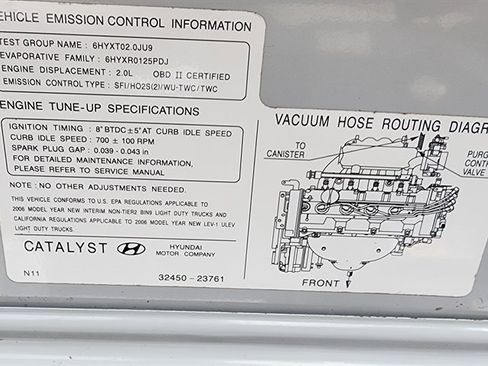 VEHICLE EMISSION CONTROL INFORMATION
TEST GROUP NAME : 6HYXT02.0JU9
EVAPORATIVE FAMILY : 6HYXR0125PDJ
ENGINE DISPLACEMENT : 2.0L OBD II CERTIFIED
EMISSION CONTROL TYPE : SFI/HO2S(2)/WU-TWC/TWC
ENGINE TUNE-UP SPECIFICATIONS
IGNITION TIMING : 8° BTDC ± 5° AT CURB IDLE SPEED
CURB IDLE SPEED : 700 ± 100 RPM
SPARK PLUG GAP : 0.039 - 0.043 in
FOR DETAILED MAINTENANCE INFORMATION,
PLEASE REFER TO SERVICE MANUAL
NOTE : NO OTHER ADJUSTMENTS NEEDED.
THIS VEHICLE CONFORMS TO U.S. EPA REGULATIONS APPLICABLE TO
2006 MODEL YEAR NEW INTERIM NON-TIER2 BIN9 LIGHT DUTY TRUCKS AND
CALIFORNIA REGULATIONS APPLICABLE TO 2006 MODEL YEAR NEW LEV-1 ULEV
LIGHT DUTY TRUCKS.
CATALYST HYUNDAI
MOTOR COMPANY
N11 32450 - 23761
VACUUM HOSE ROUTING DIAGR
TO
CANISTER
PURG
CONT
VALVE
FRONT